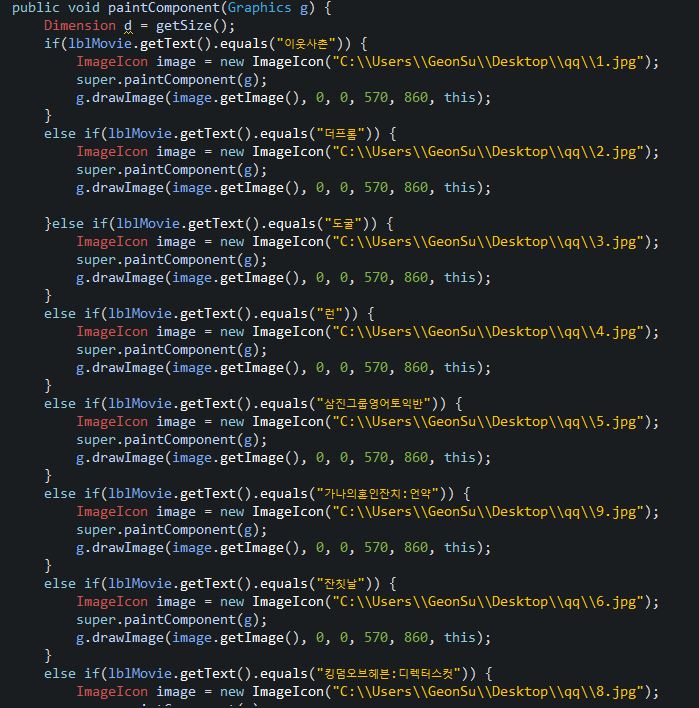 public void paintComponent(Graphics g) {
    Dimension d = getSize();
    if(lblMovie.getText().equals("이웃사촌")) {
        ImageIcon image = new ImageIcon("C:\\Users\\GeonSu\\Desktop\\qq\\1.jpg");
        super.paintComponent(g);
        g.drawImage(image.getImage(), 0, 0, 570, 860, this);
    }
    else if(lblMovie.getText().equals("더프롬")) {
        ImageIcon image = new ImageIcon("C:\\Users\\GeonSu\\Desktop\\qq\\2.jpg");
        super.paintComponent(g);
        g.drawImage(image.getImage(), 0, 0, 570, 860, this);
    }else if(lblMovie.getText().equals("도굴")) {
        ImageIcon image = new ImageIcon("C:\\Users\\GeonSu\\Desktop\\qq\\3.jpg");
        super.paintComponent(g);
        g.drawImage(image.getImage(), 0, 0, 570, 860, this);
    }
    else if(lblMovie.getText().equals("런")) {
        ImageIcon image = new ImageIcon("C:\\Users\\GeonSu\\Desktop\\qq\\4.jpg");
        super.paintComponent(g);
        g.drawImage(image.getImage(), 0, 0, 570, 860, this);
    }
    else if(lblMovie.getText().equals("삼진그룹영어토익반")) {
        ImageIcon image = new ImageIcon("C:\\Users\\GeonSu\\Desktop\\qq\\5.jpg");
        super.paintComponent(g);
        g.drawImage(image.getImage(), 0, 0, 570, 860, this);
    }
    else if(lblMovie.getText().equals("가나의혼인잔치:언약")) {
        ImageIcon image = new ImageIcon("C:\\Users\\GeonSu\\Desktop\\qq\\9.jpg");
        super.paintComponent(g);
        g.drawImage(image.getImage(), 0, 0, 570, 860, this);
    }
    else if(lblMovie.getText().equals("잔칫날")) {
        ImageIcon image = new ImageIcon("C:\\Users\\GeonSu\\Desktop\\qq\\6.jpg");
        super.paintComponent(g);
        g.drawImage(image.getImage(), 0, 0, 570, 860, this);
    }
    else if(lblMovie.getText().equals("킹덤오브헤븐:디렉터스컷")) {
        ImageIcon image = new ImageIcon("C:\\Users\\GeonSu\\Desktop\\qq\\8.jpg");